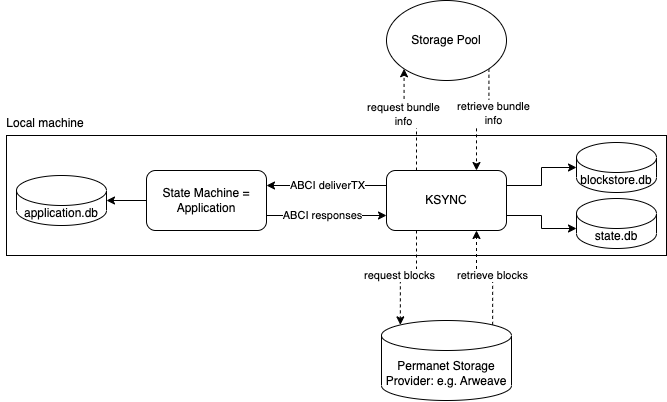 Storage Pool
request bundle
info
retrieve bundle
info
Local machine
application.db
State Machine =
Application
ABCI deliverTX
ABCI responses
KSYNC
blockstore.db
state.db
request blocks
retrieve blocks
Permanet Storage
Provider: e.g. Arweave